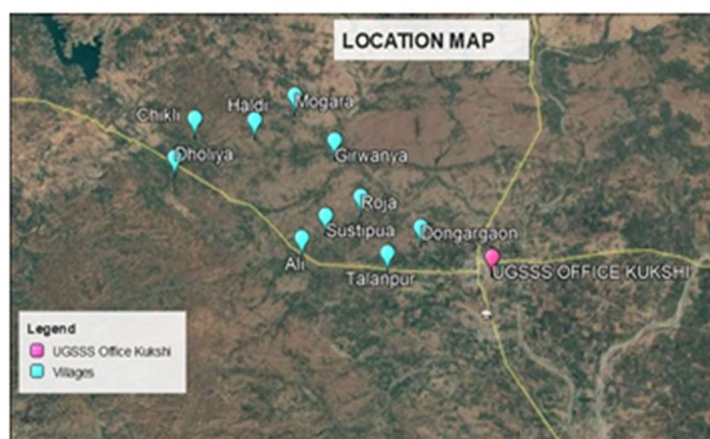 LOCATION MAP
Mogara
Haldi
Chikli
Dholiya
Girwanya
Roja
Sustipua
Dongargaon
Ali
Talanpur
UGSSS OFFICE KUKSHI
Legend
UGSSS Office Kukshi
Villages